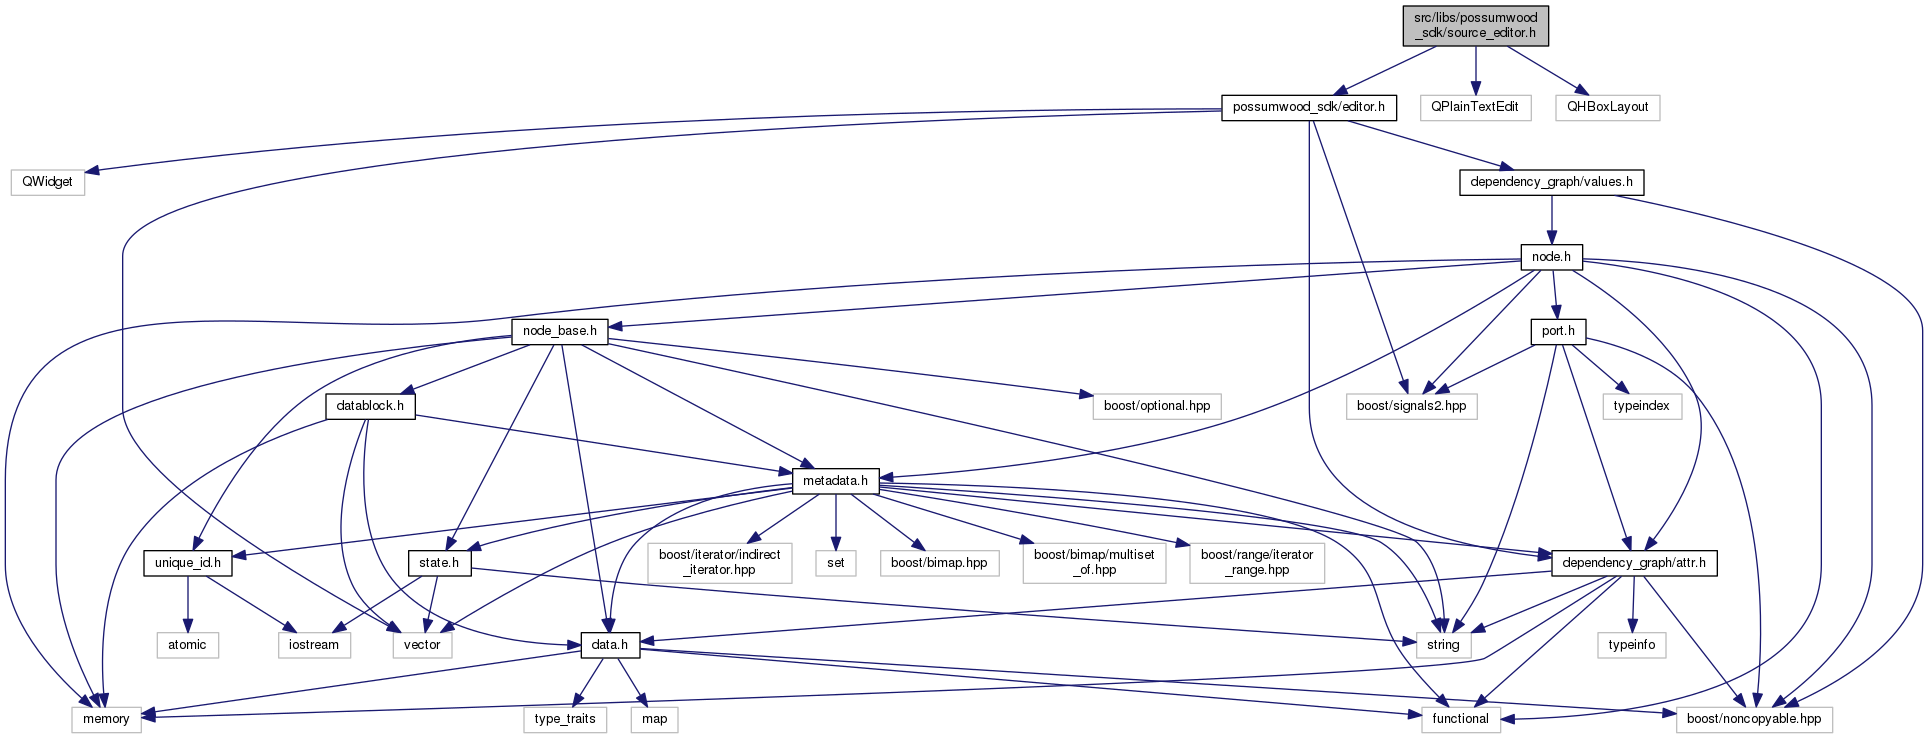 src/libs/possumwood
_sdk/source_editor.h
possumwood_sdk/editor.h
QPlainTextEdit
QHBoxLayout
QWidget
dependency_graph/values.h
node.h
node_base.h
port.h
datablock.h
boost/optional.hpp
boost/signals2.hpp
typeindex
metadata.h
unique_id.h
state.h
boost/iterator/indirect
_iterator.hpp
set
boost/bimap.hpp
boost/bimap/multiset
_of.hpp
boost/range/iterator
_range.hpp
dependency_graph/attr.h
atomic
iostream
vector
data.h
string
typeinfo
memory
type_traits
map
functional
boost/noncopyable.hpp